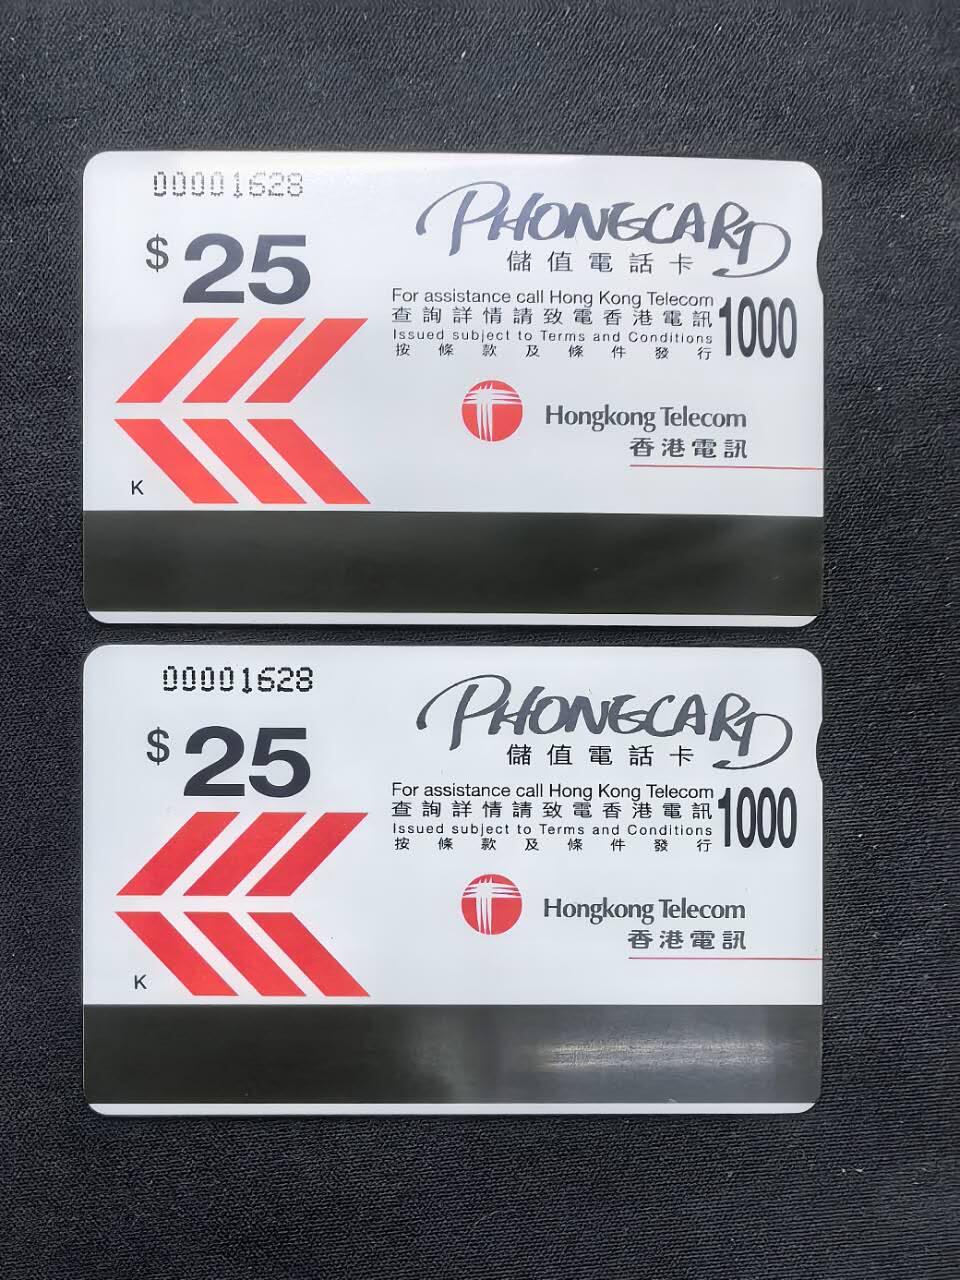 00001628
PHONECARD
$ 25
儲值電話卡
For assistance call Hong Kong Telecom
查詢詳情請致電香港電訊
1000
Issued subject to Terms and Conditions
按條款及條件發行
Hongkong Telecom
香港電訊
K
00001628
PHONECARD
$ 25
儲值電話卡
For assistance call Hong Kong Telecom
查詢詳情請致電香港電訊
1000
Issued subject to Terms and Conditions
按條款及條件發行
Hongkong Telecom
香港電訊
K